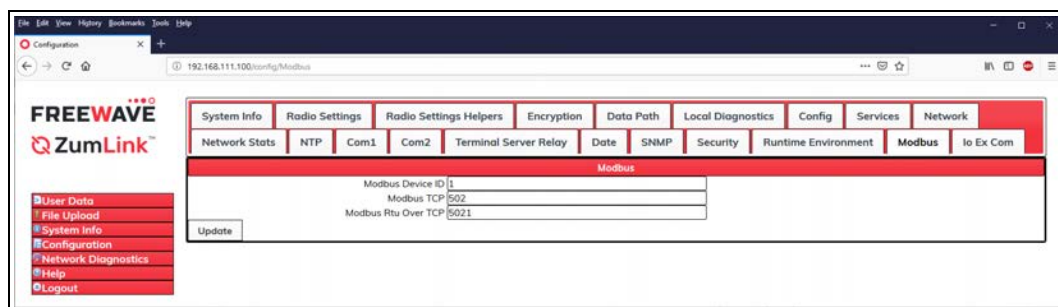 File Edit View History Bookmarks Tools Help
Configuration
192.168.111.100/config/Modbus
FREEWAVE
ZumLink™
System Info Radio Settings Radio Settings Helpers Encryption Data Path Local Diagnostics Config Services Network
Network Stats NTP Com1 Com2 Terminal Server Relay Date SNMP Security Runtime Environment Modbus Io Ex Com
Modbus
Modbus Device ID 1
Modbus TCP 502
Modbus Rtu Over TCP 5021
Update
User Data
File Upload
System Info
Configuration
Network Diagnostics
Help
Logout